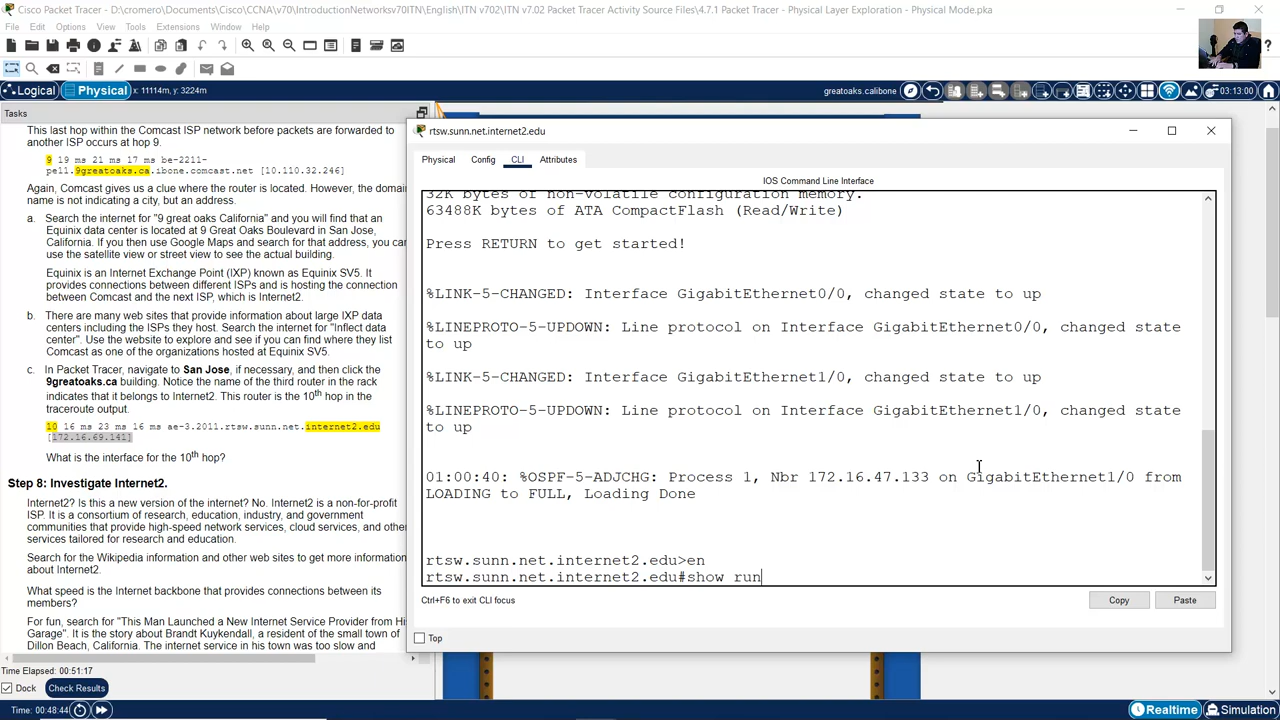 Cisco Packet Tracer - D:\cromero\Documents\Cisco\CCNA\v70\IntroductionNetworksv70ITN\English\ITN v702\ITN v7.02 Packet Tracer Activity Source Files\4.7.1 Packet Tracer - Physical Layer Exploration - Physical Mode.pka
File Edit Options View Tools Extensions Window Help
Logical Physical x: 11114m, y: 3224m greatoaks.calibone 03:13:00
Tasks
This last hop within the Comcast ISP network before packets are forwarded to
another ISP occurs at hop 9.
9 19 ms 21 ms 17 ms be-2211-
pe11.9greatoaks.ca.ibone.comcast.net [10.110.32.246]
Again, Comcast gives us a clue where the router is located. However, the domai
name is not indicating a city, but an address.
a. Search the internet for "9 great oaks California" and you will find that an
Equinix data center is located at 9 Great Oaks Boulevard in San Jose,
California. If you then use Google Maps and search for that address, you can
use the satellite view or street view to see the actual building.
Equinix is an Internet Exchange Point (IXP) known as Equinix SV5. It
provides connections between different ISPs and is hosting the connection
between Comcast and the next ISP, which is Internet2.
b. There are many web sites that provide information about large IXP data
centers including the ISPs they host. Search the internet for "Inflect data
center". Use the website to explore and see if you can find where they list
Comcast as one of the organizations hosted at Equinix SV5.
c. In Packet Tracer, navigate to San Jose, if necessary, and then click the
9greatoaks.ca building. Notice the name of the third router in the rack
indicates that it belongs to Internet2. This router is the 10th hop in the
traceroute output.
10 16 ms 23 ms 16 ms ae-3.2011.rtsw.sunn.net.internet2.edu
[172.16.69.141]
What is the interface for the 10th hop?
Step 8: Investigate Internet2.
Internet2? Is this a new version of the internet? No. Internet2 is a non-for-profit
ISP. It is a consortium of research, education, industry, and government
communities that provide high-speed network services, cloud services, and other
services tailored for research and education.
Search for the Wikipedia information and other web sites to get more information
about Internet2.
What speed is the Internet backbone that provides connections between its
members?
For fun, search for "This Man Launched a New Internet Service Provider from His
Garage". It is the story about Brandt Kuykendall, a resident of the small town of
Dillon Beach, California. The internet service in his town was too slow and
Time Elapsed: 00:51:17
Dock Check Results
Time: 00:48:44 Realtime Simulation
rtsw.sunn.net.internet2.edu
Physical Config CLI Attributes
IOS Command Line Interface
32K bytes of non-volatile configuration memory.
63488K bytes of ATA CompactFlash (Read/Write)
Press RETURN to get started!
%LINK-5-CHANGED: Interface GigabitEthernet0/0, changed state to up
%LINEPROTO-5-UPDOWN: Line protocol on Interface GigabitEthernet0/0, changed state
to up
%LINK-5-CHANGED: Interface GigabitEthernet1/0, changed state to up
%LINEPROTO-5-UPDOWN: Line protocol on Interface GigabitEthernet1/0, changed state
to up
01:00:40: %OSPF-5-ADJCHG: Process 1, Nbr 172.16.47.133 on GigabitEthernet1/0 from
LOADING to FULL, Loading Done
rtsw.sunn.net.internet2.edu>en
rtsw.sunn.net.internet2.edu#show run
Ctrl+F6 to exit CLI focus
Copy Paste
Top